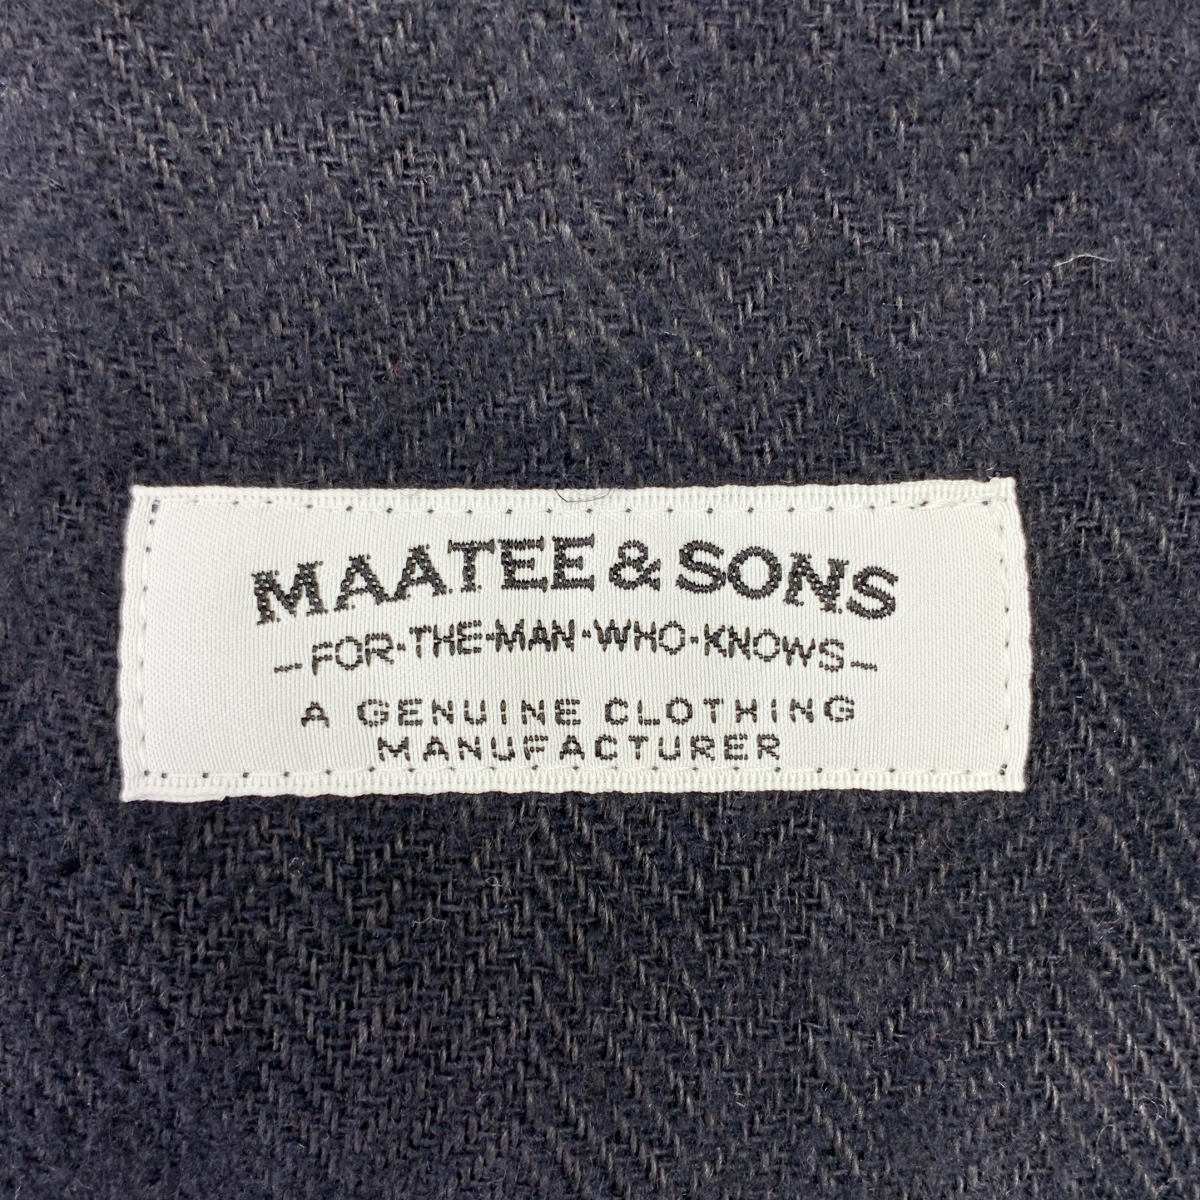 MAATEE & SONS
-FOR·THE·MAN·WHO·KNOWS-
A GENUINE CLOTHING
MANUFACTURER